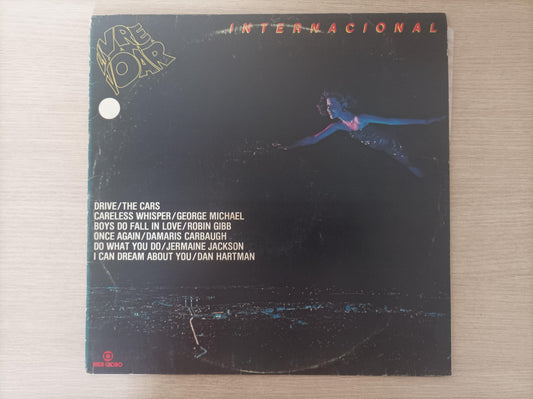 LIVRE
P/ VOAR
INTERNACIONAL
DRIVE/THE CARS
CARELESS WHISPER/GEORGE MICHAEL
BOYS DO FALL IN LOVE/ROBIN GIBB
ONCE AGAIN/DAMARIS CARBAUGH
DO WHAT YOU DO/JERMAINE JACKSON
I CAN DREAM ABOUT YOU/DAN HARTMAN